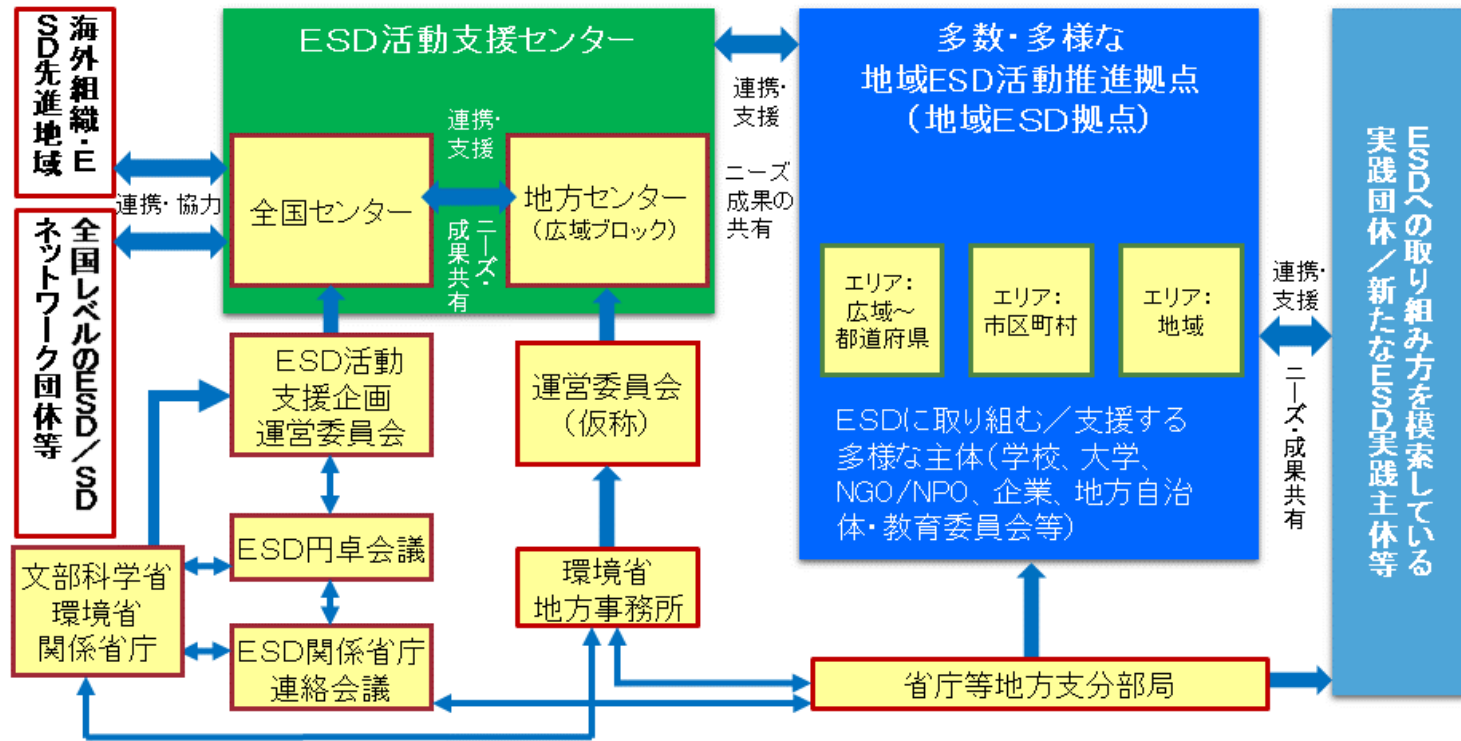 海外組織・E
SD先進地域
全国レベルのESD/SD
ネットワーク団体等
連携・協力
ESD活動支援センター
連携・
支援
全国センター
地方センター
(広域ブロック)
ニーズ・
成果共有
ESD活動
支援企画
運営委員会
運営委員会
(仮称)
ESD円卓会議
文部科学省
環境省
関係省庁
ESD関係省庁
連絡会議
環境省
地方事務所
連携・
支援
ニーズ
成果の
共有
多数・多様な
地域ESD活動推進拠点
(地域ESD拠点)
エリア:
広域~
都道府県
エリア:
市区町村
エリア:
地域
ESDに取り組む/支援する
多様な主体(学校、大学、
NGO/NPO、企業、地方自治
体・教育委員会等)
省庁等地方支分部局
連携・
支援
ニーズ・成果共有
ESDへの取り組み方を模索している
実践団体/新たなESD実践主体等